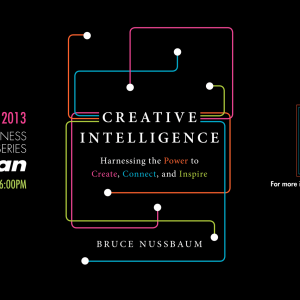 2013
NESS
SERIES
an
6:00PM
CREATIVE
INTELLIGENCE
Harnessing the Power to
Create, Connect, and Inspire
BRUCE NUSSBAUM
For more i